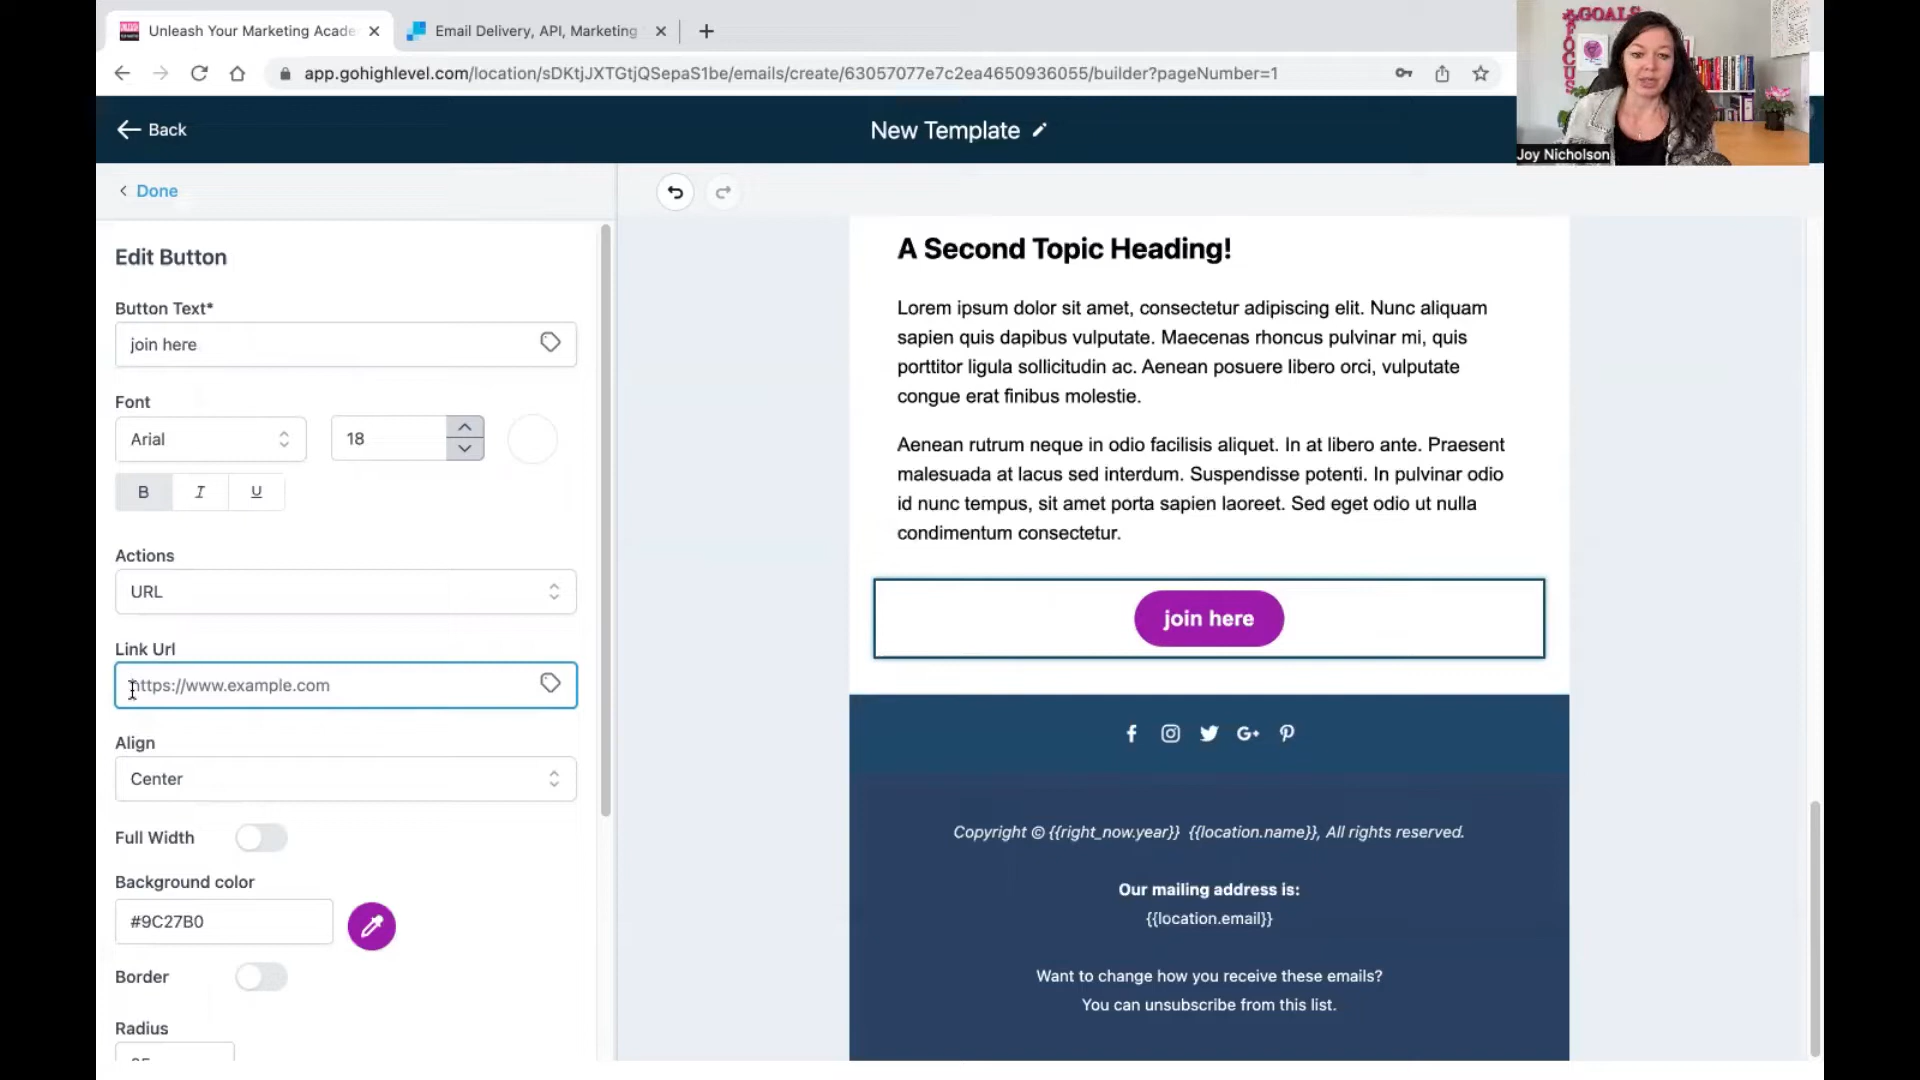 Unleash Your Marketing Acade
Email Delivery, API, Marketing
app.gohighlevel.com/location/sDKtjJXTGtjQSepaS1be/emails/create/63057077e7c2ea4650936055/builder?pageNumber=1
GOALS
FOCUS
Joy Nicholson
Back
New Template
Done
Edit Button
Button Text*
join here
Font
Arial
18
B
I
U
Actions
URL
Link Url
https://www.example.com
Align
Center
Full Width
Background color
#9C27B0
Border
Radius
A Second Topic Heading!
Lorem ipsum dolor sit amet, consectetur adipiscing elit. Nunc aliquam
sapien quis dapibus vulputate. Maecenas rhoncus pulvinar mi, quis
porttitor ligula sollicitudin ac. Aenean posuere libero orci, vulputate
congue erat finibus molestie.
Aenean rutrum neque in odio facilisis aliquet. In at libero ante. Praesent
malesuada at lacus sed interdum. Suspendisse potenti. In pulvinar odio
id nunc tempus, sit amet porta sapien laoreet. Sed eget odio ut nulla
condimentum consectetur.
join here
Copyright © {{right_now.year}} {{location.name}}, All rights reserved.
Our mailing address is:
{{location.email}}
Want to change how you receive these emails?
You can unsubscribe from this list.